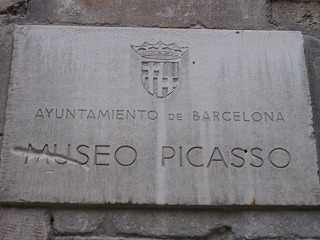 AYUNTAMIENTO DE BARCELONA
MUSEO PICASSO